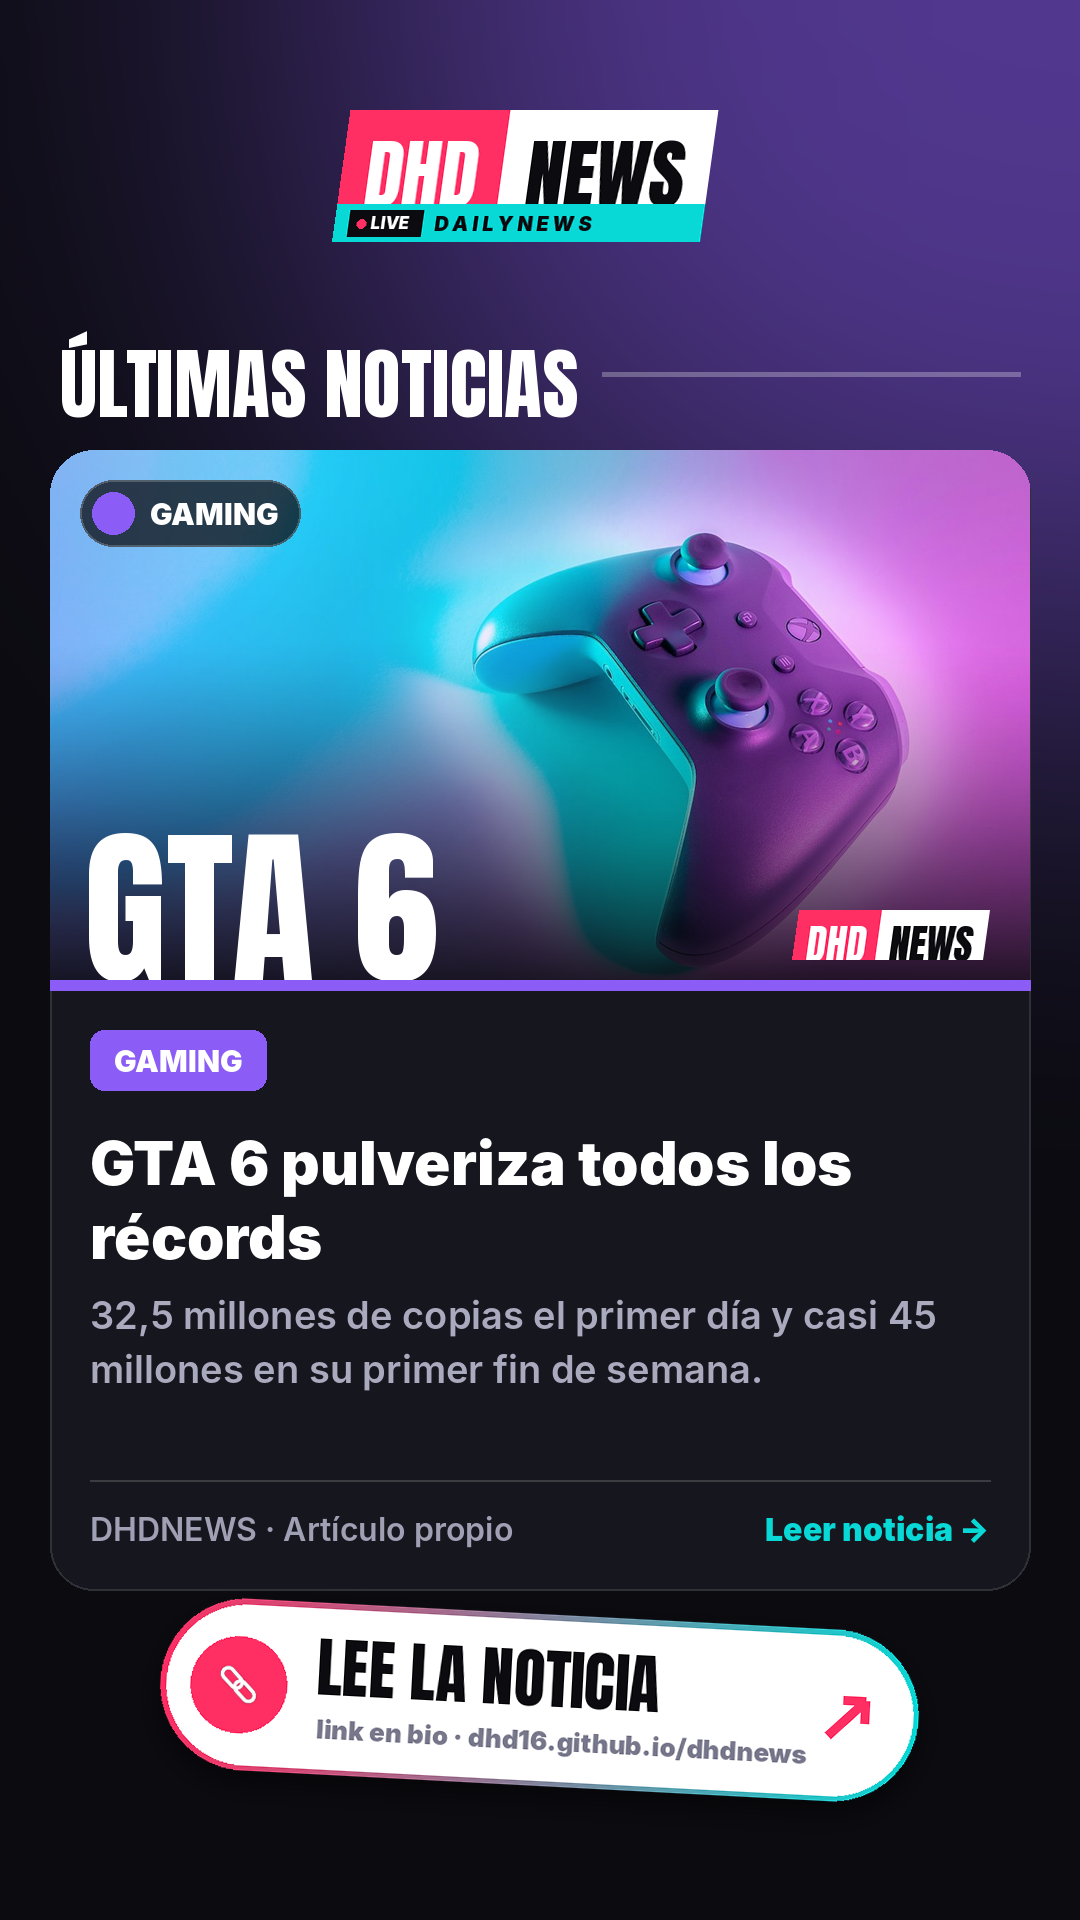 DHD NEWS
LIVE DAILYNEWS
ÚLTIMAS NOTICIAS
GAMING
GTA 6
DHD NEWS
GAMING
GTA 6 pulveriza todos los
récords
32,5 millones de copias el primer día y casi 45
millones en su primer fin de semana.
DHDNEWS · Artículo propio
Leer noticia →
LEE LA NOTICIA
link en bio · dhd16.github.io/dhdnews